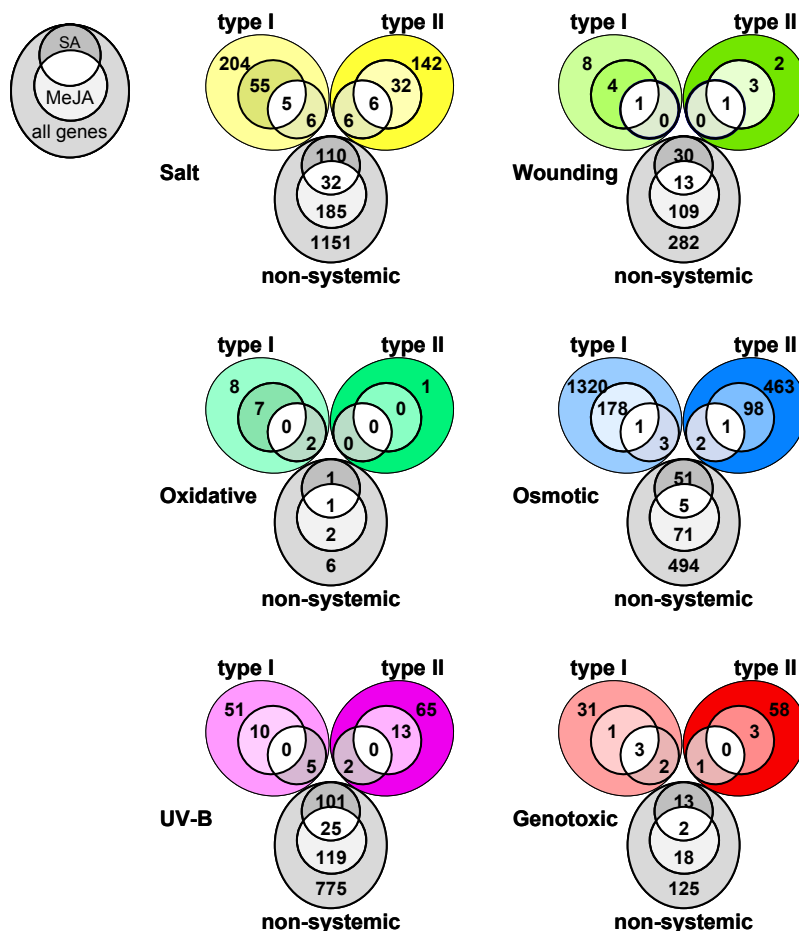 SA
MeJA
all genes
type I
type II
204
142
55
32
5
6
6
6
Salt
110
32
185
1151
non-systemic
type I
type II
8
2
4
3
1
1
0
0
Wounding
30
13
109
282
non-systemic
type I
type II
8
1
7
0
0
0
2
0
Oxidative
1
1
2
6
non-systemic
type I
type II
1320
463
178
98
1
1
3
2
Osmotic
51
5
71
494
non-systemic
type I
type II
51
65
10
13
0
0
5
2
UV-B
101
25
119
775
non-systemic
type I
type II
31
58
1
3
3
0
2
1
Genotoxic
13
2
18
125
non-systemic